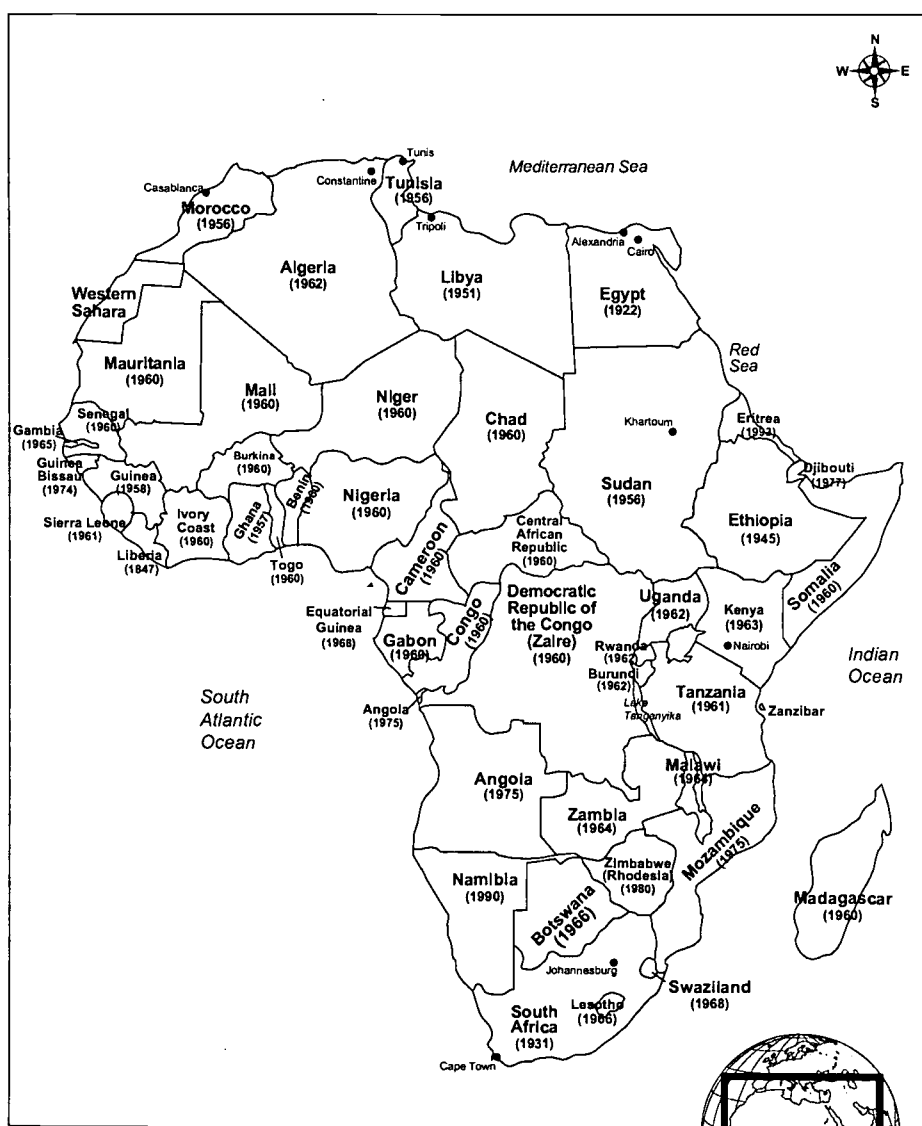 N
W
E
S
Mediterranean Sea
Tunis
Constantine
Tunisia
(1956)
Casablanca
Morocco
(1956)
Tripoli
Alexandria
Cairo
Algeria
(1962)
Libya
(1951)
Egypt
(1922)
Western
Sahara
Red
Sea
Mauritania
(1960)
Mali
(1960)
Niger
(1960)
Chad
(1960)
Khartoum
Sudan
(1956)
Eritrea
(1993)
Senegal
(1960)
Gambia
(1965)
Guinea
Bissau
(1974)
Guinea
(1958)
Burkina
(1960)
Benin
(1960)
Nigeria
(1960)
Djibouti
(1977)
Ethiopia
(1945)
Sierra Leone
(1961)
Liberia
(1847)
Ivory
Coast
(1960)
Ghana
(1957)
Togo
(1960)
Cameroon
(1960)
Central
African
Republic
(1960)
Somalia
(1960)
Equatorial
Guinea
(1968)
Gabon
(1960)
Congo
(1960)
Democratic
Republic of
the Congo
(Zaire)
(1960)
Uganda
(1962)
Kenya
(1963)
Nairobi
Rwanda
(1962)
Burundi
(1962)
Indian
Ocean
South
Atlantic
Ocean
Lake
Tanganyika
Tanzania
(1961)
Zanzibar
Angola
(1975)
Angola
(1975)
Malawi
(1964)
Zambia
(1964)
Mozambique
(1975)
Zimbabwe
(Rhodesia)
(1980)
Namibia
(1990)
Botswana
(1966)
Madagascar
(1960)
Johannesburg
Swaziland
(1968)
Lesotho
(1966)
South
Africa
(1931)
Cape Town